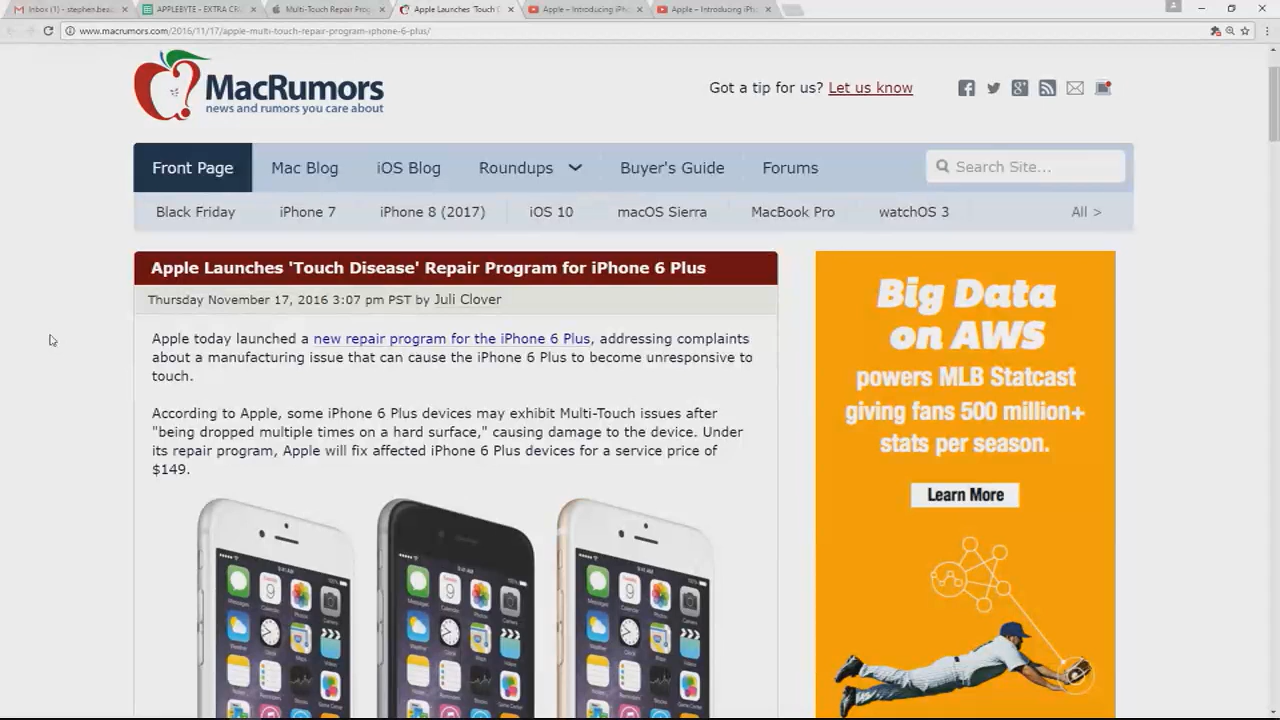 Inbox (1) - stephen.bes
APPLEBYTE - EXTRA CR
Multi-Touch Repair Prog
Apple Launches 'Touch D
Apple – Introducing iPh
Apple – Introducing iPh
www.macrumors.com/2016/11/17/apple-multi-touch-repair-program-iphone-6-plus/
MacRumors
news and rumors you care about
Got a tip for us? Let us know
Front Page Mac Blog iOS Blog Roundups Buyer's Guide Forums Search Site...
Black Friday iPhone 7 iPhone 8 (2017) iOS 10 macOS Sierra MacBook Pro watchOS 3 All >
Apple Launches 'Touch Disease' Repair Program for iPhone 6 Plus
Thursday November 17, 2016 3:07 pm PST by Juli Clover
Apple today launched a new repair program for the iPhone 6 Plus, addressing complaints
about a manufacturing issue that can cause the iPhone 6 Plus to become unresponsive to
touch.
According to Apple, some iPhone 6 Plus devices may exhibit Multi-Touch issues after
"being dropped multiple times on a hard surface," causing damage to the device. Under
its repair program, Apple will fix affected iPhone 6 Plus devices for a service price of
$149.
Big Data
on AWS
powers MLB Statcast
giving fans 500 million+
stats per season.
Learn More